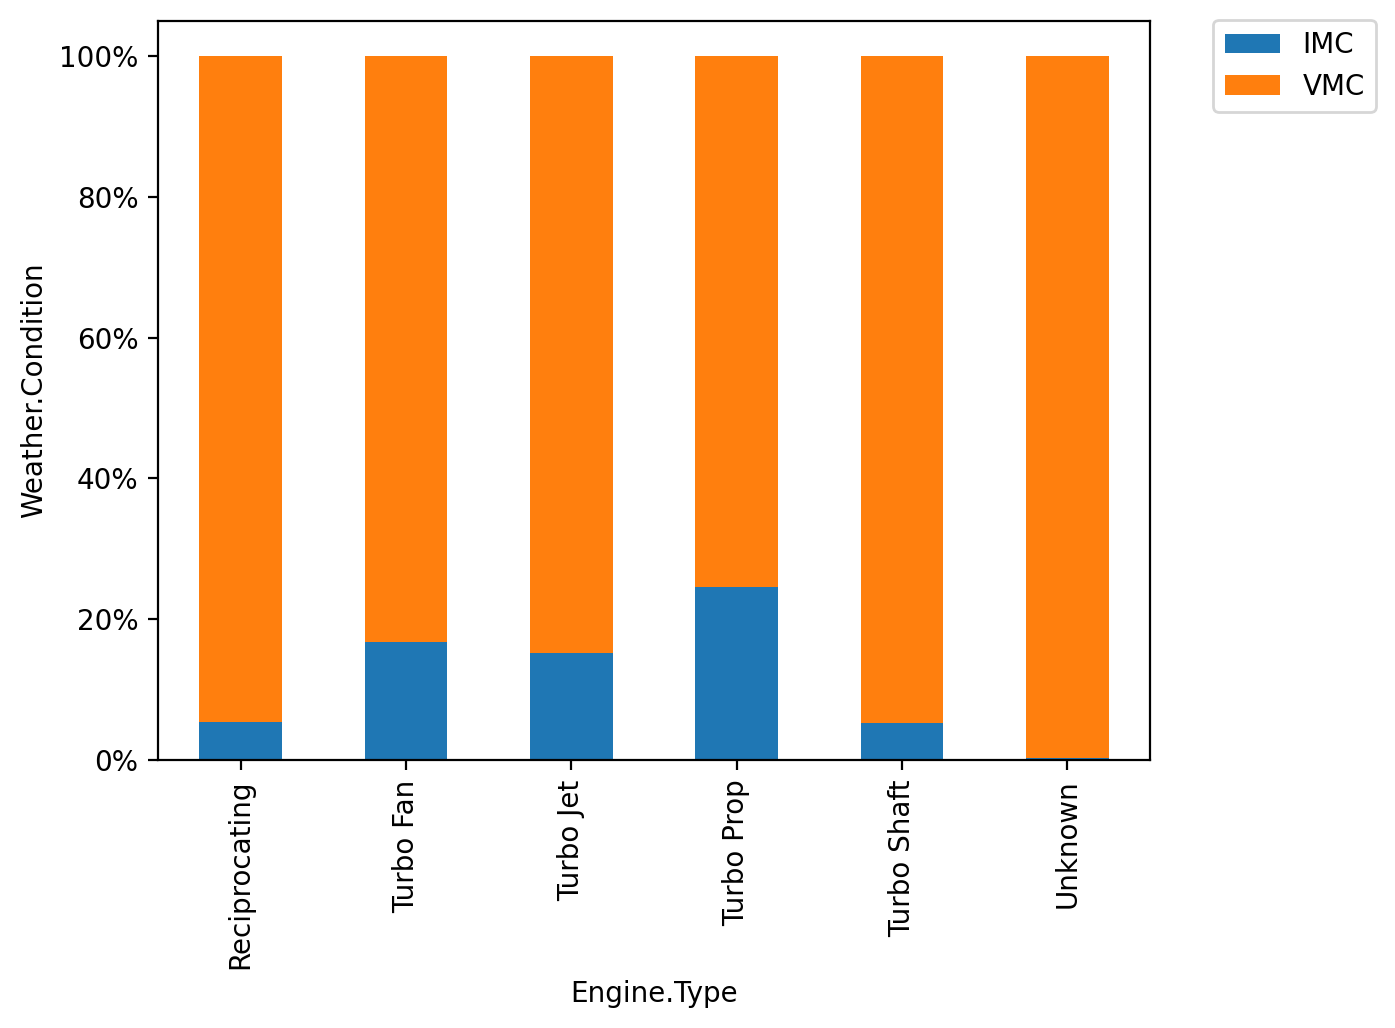 IMC
VMC
Weather.Condition
100%
80%
60%
40%
20%
0%
Reciprocating
Turbo Fan
Turbo Jet
Turbo Prop
Turbo Shaft
Unknown
Engine.Type